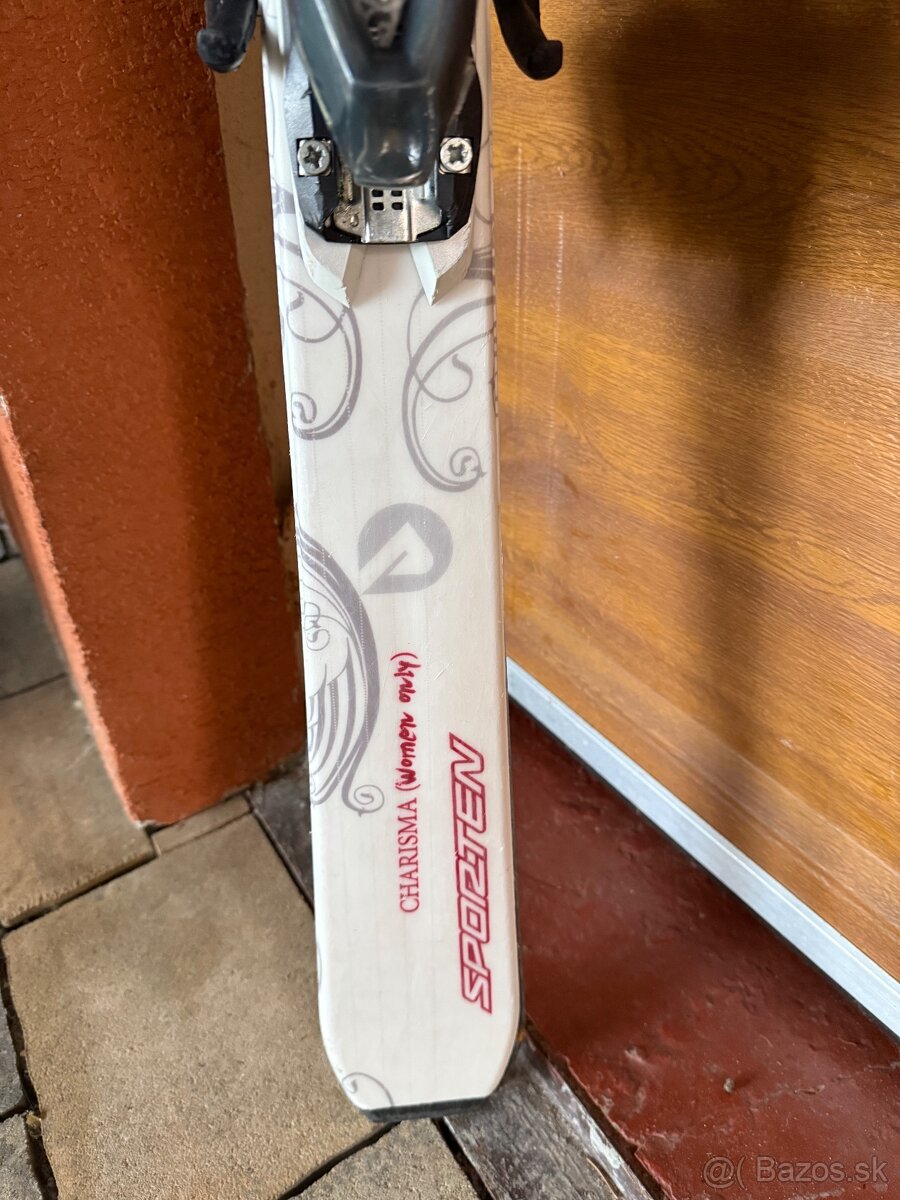 CHARISMA (Women only)
SPORTEN
@( Bazos.sk